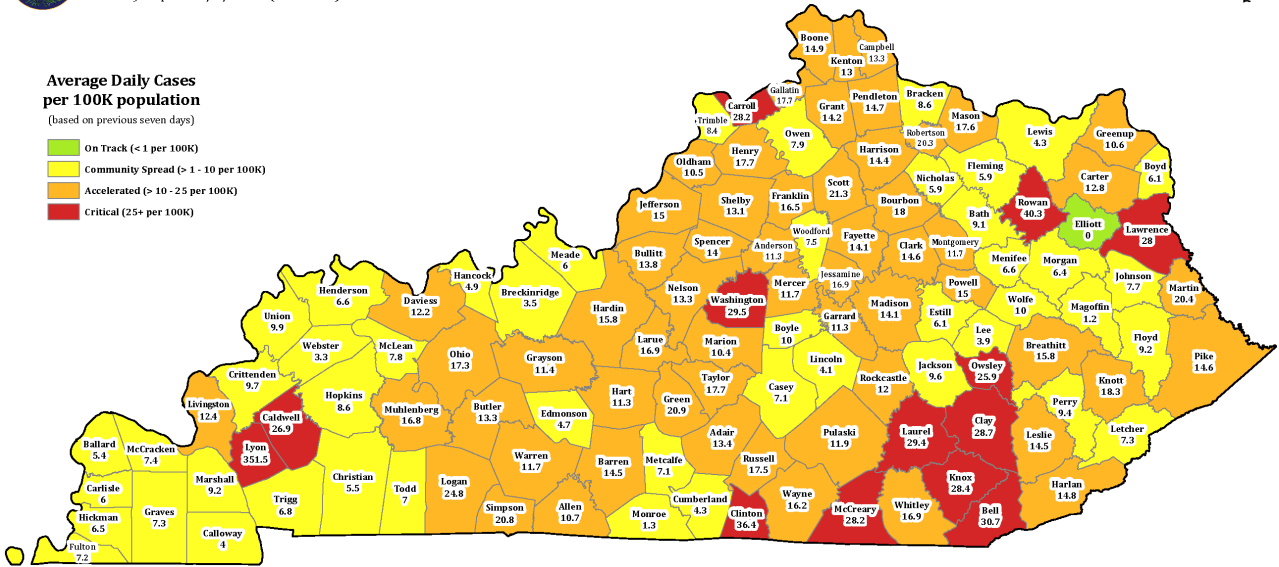 Average Daily Cases
per 100K population
(based on previous seven days)
On Track (< 1 per 100K)
Community Spread (> 1 - 10 per 100K)
Accelerated (> 10 - 25 per 100K)
Critical (25+ per 100K)
Boone
14.9
Kenton
13
Campbell
13.3
Gallatin
17.7
Carroll
28.2
Trimble
8.4
Grant
14.2
Pendleton
14.7
Bracken
8.6
Mason
17.6
Robertson
20.3
Lewis
4.3
Greenup
10.6
Boyd
6.1
Carter
12.8
Owen
7.9
Henry
17.7
Oldham
10.5
Harrison
14.4
Fleming
5.9
Nicholas
5.9
Scott
21.3
Franklin
16.5
Shelby
13.1
Jefferson
15
Bourbon
18
Bath
9.1
Rowan
40.3
Elliott
0
Lawrence
28
Woodford
7.5
Fayette
14.1
Clark
14.6
Montgomery
11.7
Menifee
6.6
Morgan
6.4
Johnson
7.7
Martin
20.4
Spencer
14
Anderson
11.3
Bullitt
13.8
Meade
6
Hancock
4.9
Breckinridge
3.5
Nelson
13.3
Washington
29.5
Mercer
11.7
Jessamine
16.9
Madison
14.1
Powell
15
Estill
6.1
Wolfe
10
Magoffin
1.2
Floyd
9.2
Pike
14.6
Henderson
6.6
Daviess
12.2
Union
9.9
Hardin
15.8
Garrard
11.3
Boyle
10
Lee
3.9
Breathitt
15.8
Webster
3.3
McLean
7.8
Ohio
17.3
Grayson
11.4
Larue
16.9
Marion
10.4
Lincoln
4.1
Jackson
9.6
Owsley
25.9
Knott
18.3
Crittenden
9.7
Hopkins
8.6
Livingston
12.4
Caldwell
26.9
Muhlenberg
16.8
Butler
13.3
Edmonson
4.7
Hart
11.3
Green
20.9
Taylor
17.7
Casey
7.1
Rockcastle
12
Perry
9.4
Letcher
7.3
Ballard
5.4
McCracken
7.4
Lyon
351.5
Warren
11.7
Barren
14.5
Metcalfe
7.1
Adair
13.4
Russell
17.5
Pulaski
11.9
Laurel
29.4
Clay
28.7
Leslie
14.5
Harlan
14.8
Carlisle
6
Marshall
9.2
Trigg
6.8
Christian
5.5
Todd
7
Logan
24.8
Simpson
20.8
Allen
10.7
Monroe
1.3
Cumberland
4.3
Clinton
36.4
Wayne
16.2
McCreary
28.2
Whitley
16.9
Knox
28.4
Bell
30.7
Hickman
6.5
Graves
7.3
Calloway
4
Fulton
7.2